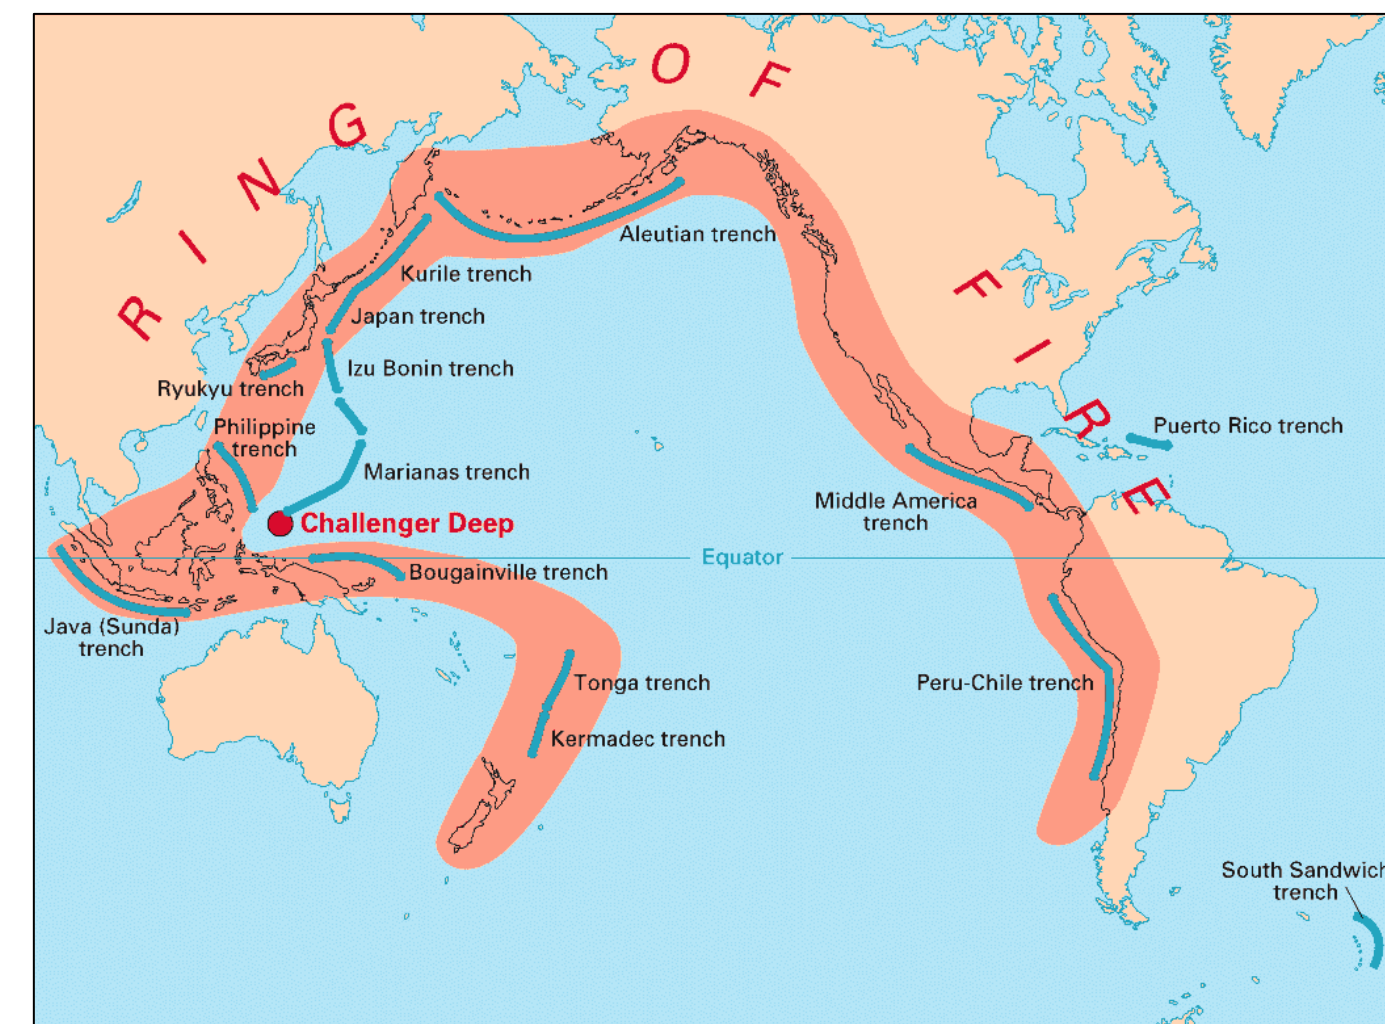 RING OF FIRE
Aleutian trench
Kurile trench
Japan trench
Izu Bonin trench
Ryukyu trench
Philippine
trench
Marianas trench
Challenger Deep
Puerto Rico trench
Middle America
trench
Equator
Bougainville trench
Java (Sunda)
trench
Tonga trench
Kermadec trench
Peru-Chile trench
South Sandwich
trench